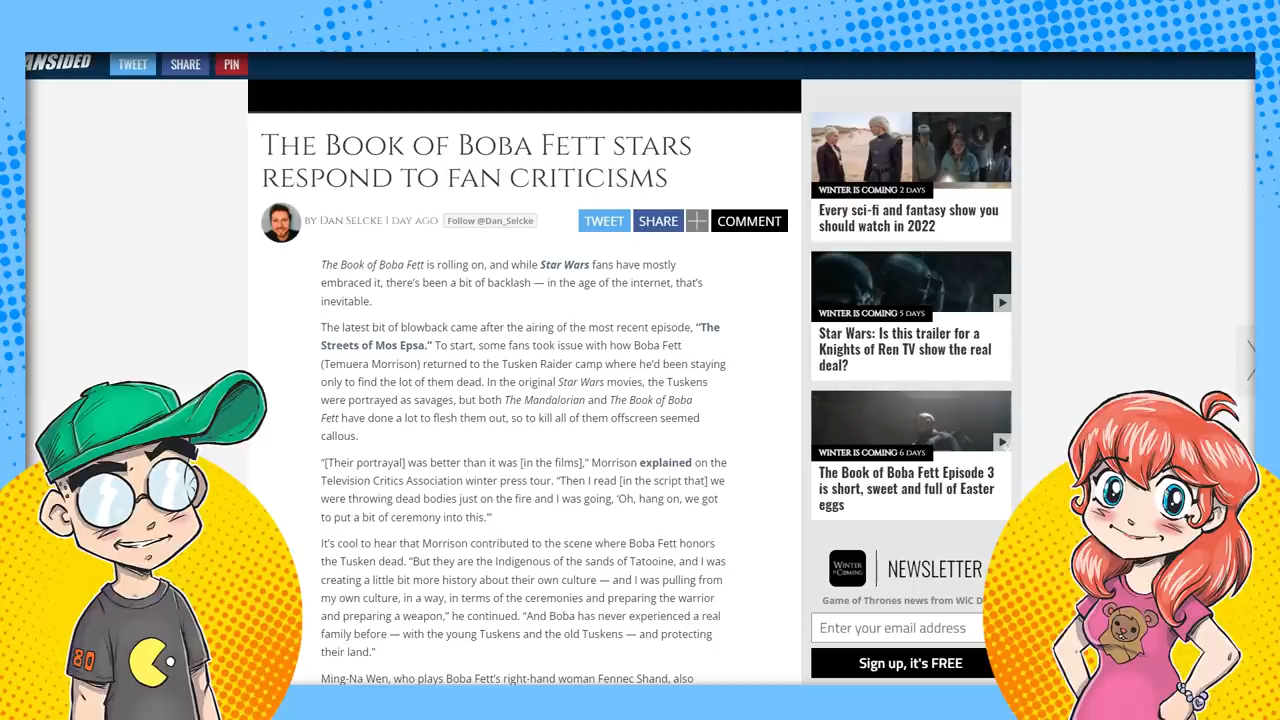 ANSIDED
TWEET SHARE PIN
THE BOOK OF BOBA FETT STARS
RESPOND TO FAN CRITICISMS
BY DAN SELCKE | 1 DAY AGO Follow @Dan_Selcke
TWEET SHARE COMMENT
The Book of Boba Fett is rolling on, and while Star Wars fans have mostly
embraced it, there's been a bit of backlash — in the age of the internet, that's
inevitable.
The latest bit of blowback came after the airing of the most recent episode, "The
Streets of Mos Epsa." To start, some fans took issue with how Boba Fett
(Temuera Morrison) returned to the Tusken Raider camp where he'd been staying
only to find the lot of them dead. In the original Star Wars movies, the Tuskens
were portrayed as savages, but both The Mandalorian and The Book of Boba
Fett have done a lot to flesh them out, so to kill all of them offscreen seemed
callous.
"[Their portrayal] was better than it was [in the films]," Morrison explained on the
Television Critics Association winter press tour. "Then I read [in the script that] we
were throwing dead bodies just on the fire and I was going, 'Oh, hang on, we got
to put a bit of ceremony into this.'"
It's cool to hear that Morrison contributed to the scene where Boba Fett honors
the Tusken dead. "But they are the Indigenous of the sands of Tatooine, and I was
creating a little bit more history about their own culture — and I was pulling from
my own culture, in a way, in terms of the ceremonies and preparing the warrior
and preparing a weapon," he continued. "And Boba has never experienced a real
family before — with the young Tuskens and the old Tuskens — and protecting
their land."
Ming-Na Wen, who plays Boba Fett's right-hand woman Fennec Shand, also
WINTER IS COMING 2 DAYS
Every sci-fi and fantasy show you
should watch in 2022
WINTER IS COMING 5 DAYS
Star Wars: Is this trailer for a
Knights of Ren TV show the real
deal?
WINTER IS COMING 6 DAYS
The Book of Boba Fett Episode 3
is short, sweet and full of Easter
eggs
WINTER IS COMING
NEWSLETTER
Game of Thrones news from WiC D
Enter your email address
Sign up, it's FREE
80